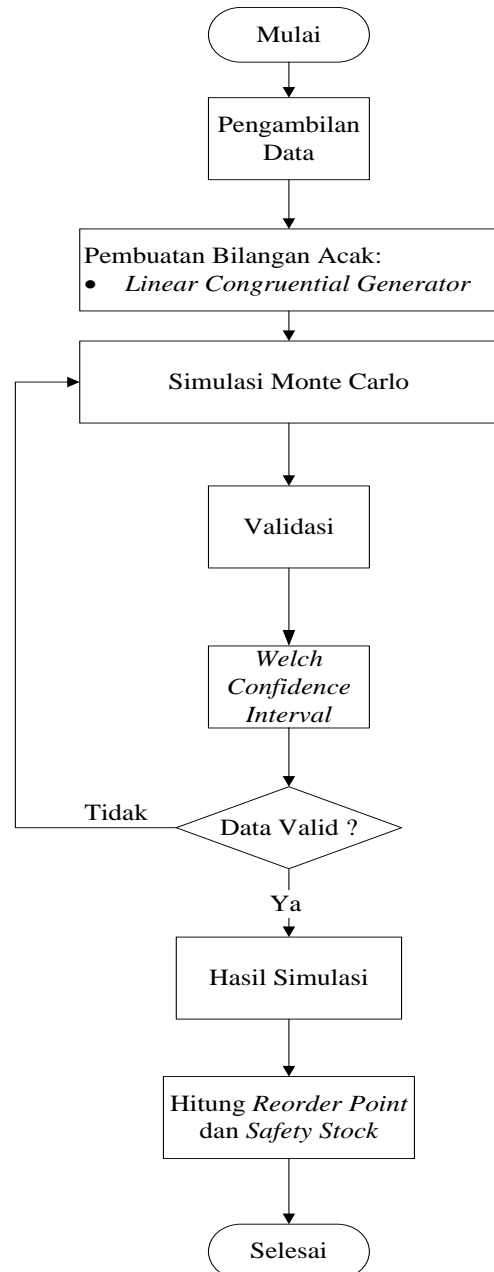 Mulai
Pengambilan
Data
Pembuatan Bilangan Acak:
• Linear Congruential Generator
Simulasi Monte Carlo
Validasi
Welch
Confidence
Interval
Tidak
Data Valid ?
Ya
Hasil Simulasi
Hitung Reorder Point
dan Safety Stock
Selesai